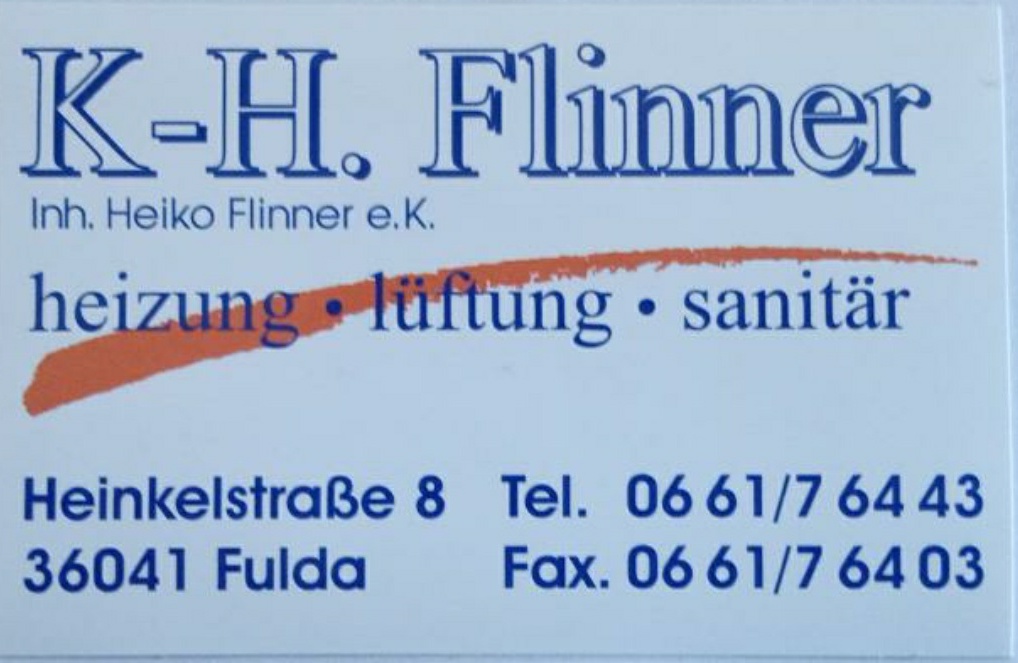 K-H. Flinner
Inh. Heiko Flinner e.K.
heizung • lüftung • sanitär
Heinkelstraße 8 Tel. 06 61/7 64 43
36041 Fulda Fax. 06 61/7 64 03